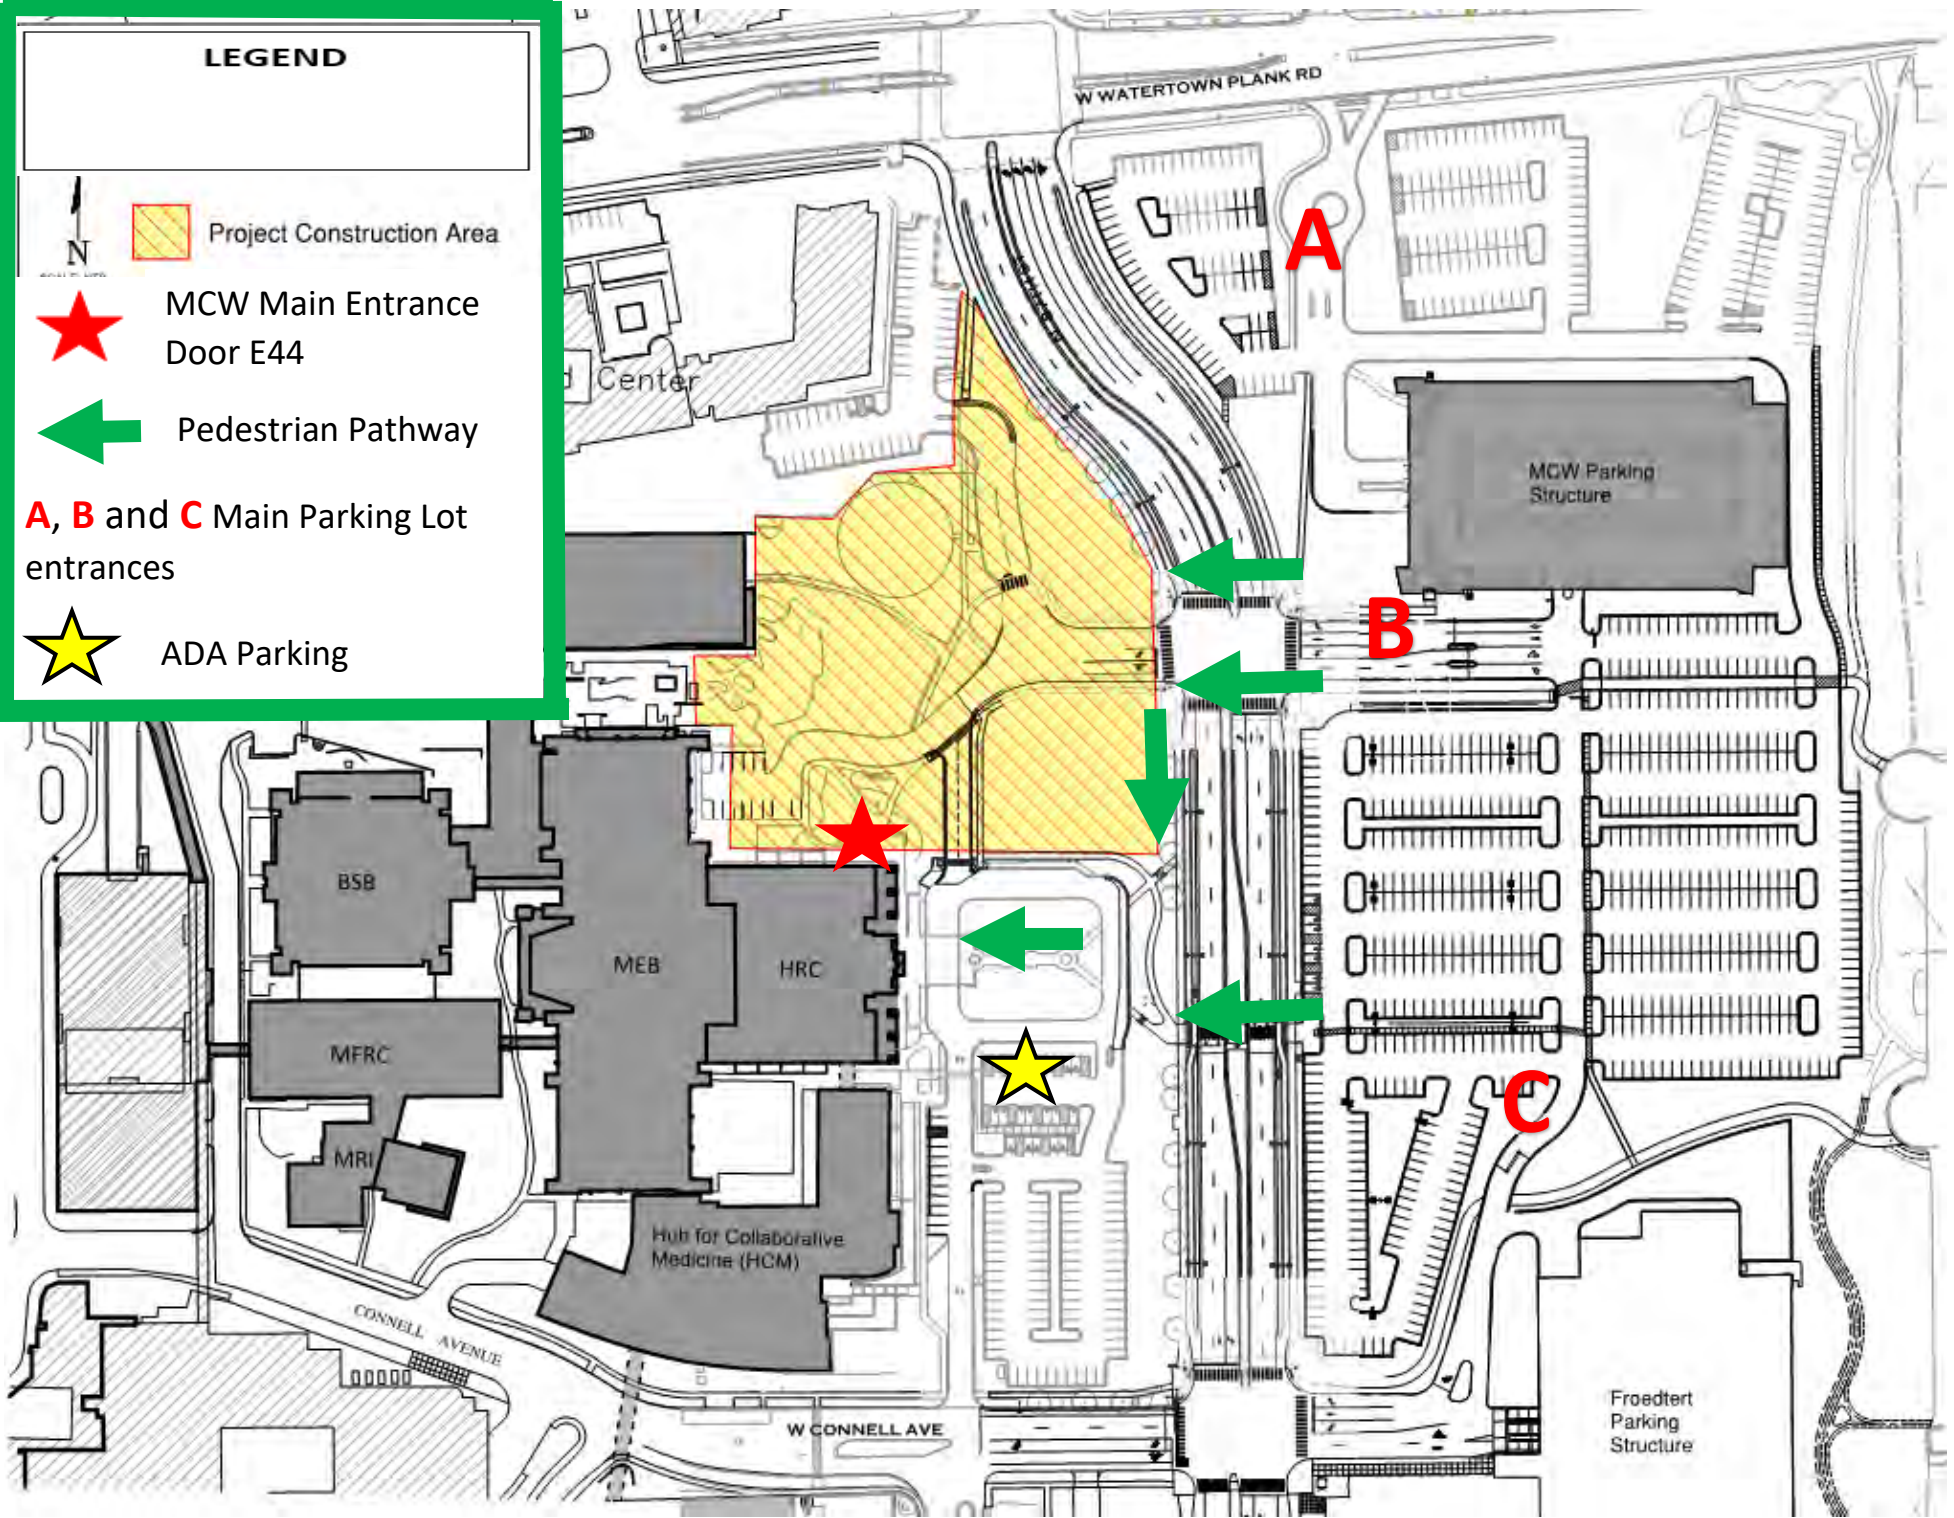 LEGEND
N
Project Construction Area
MCW Main Entrance
Door E44
Pedestrian Pathway
A, B and C Main Parking Lot
entrances
ADA Parking
W WATERTOWN PLANK RD
A
Center
MCW Parking
Structure
B
BSB
MEB
HRC
MFRC
MRI
C
Hub for Collaborative
Medicine (HCM)
CONNELL AVENUE
W CONNELL AVE
Froedtert
Parking
Structure